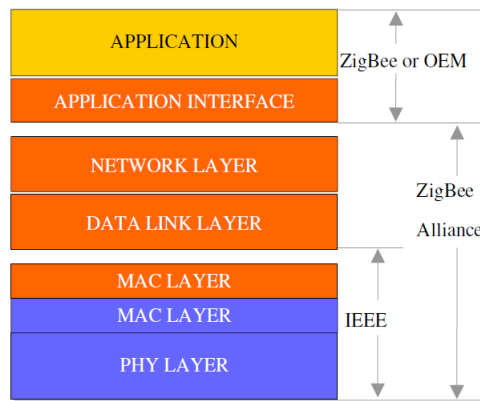 APPLICATION
ZigBee or OEM
APPLICATION INTERFACE
NETWORK LAYER
ZigBee
Alliance
DATA LINK LAYER
MAC LAYER
MAC LAYER
IEEE
PHY LAYER